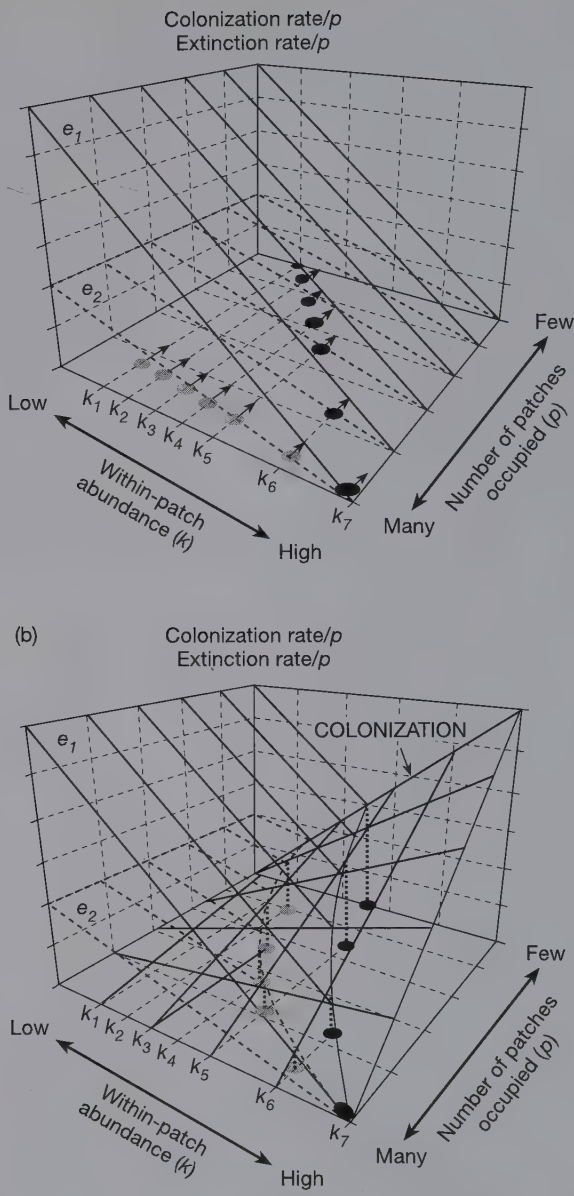 Colonization rate/p
Extinction rate/p
e1
e2
Few
Low
k1
k2
k3
k4
k5
k6
k7
Within-patch
abundance (k)
High
Many
Number of patches
occupied (p)
(b)
Colonization rate/p
Extinction rate/p
e1
COLONIZATION
e2
Few
Low
k1
k2
k3
k4
k5
k6
k7
Within-patch
abundance (k)
High
Many
Number of patches
occupied (p)